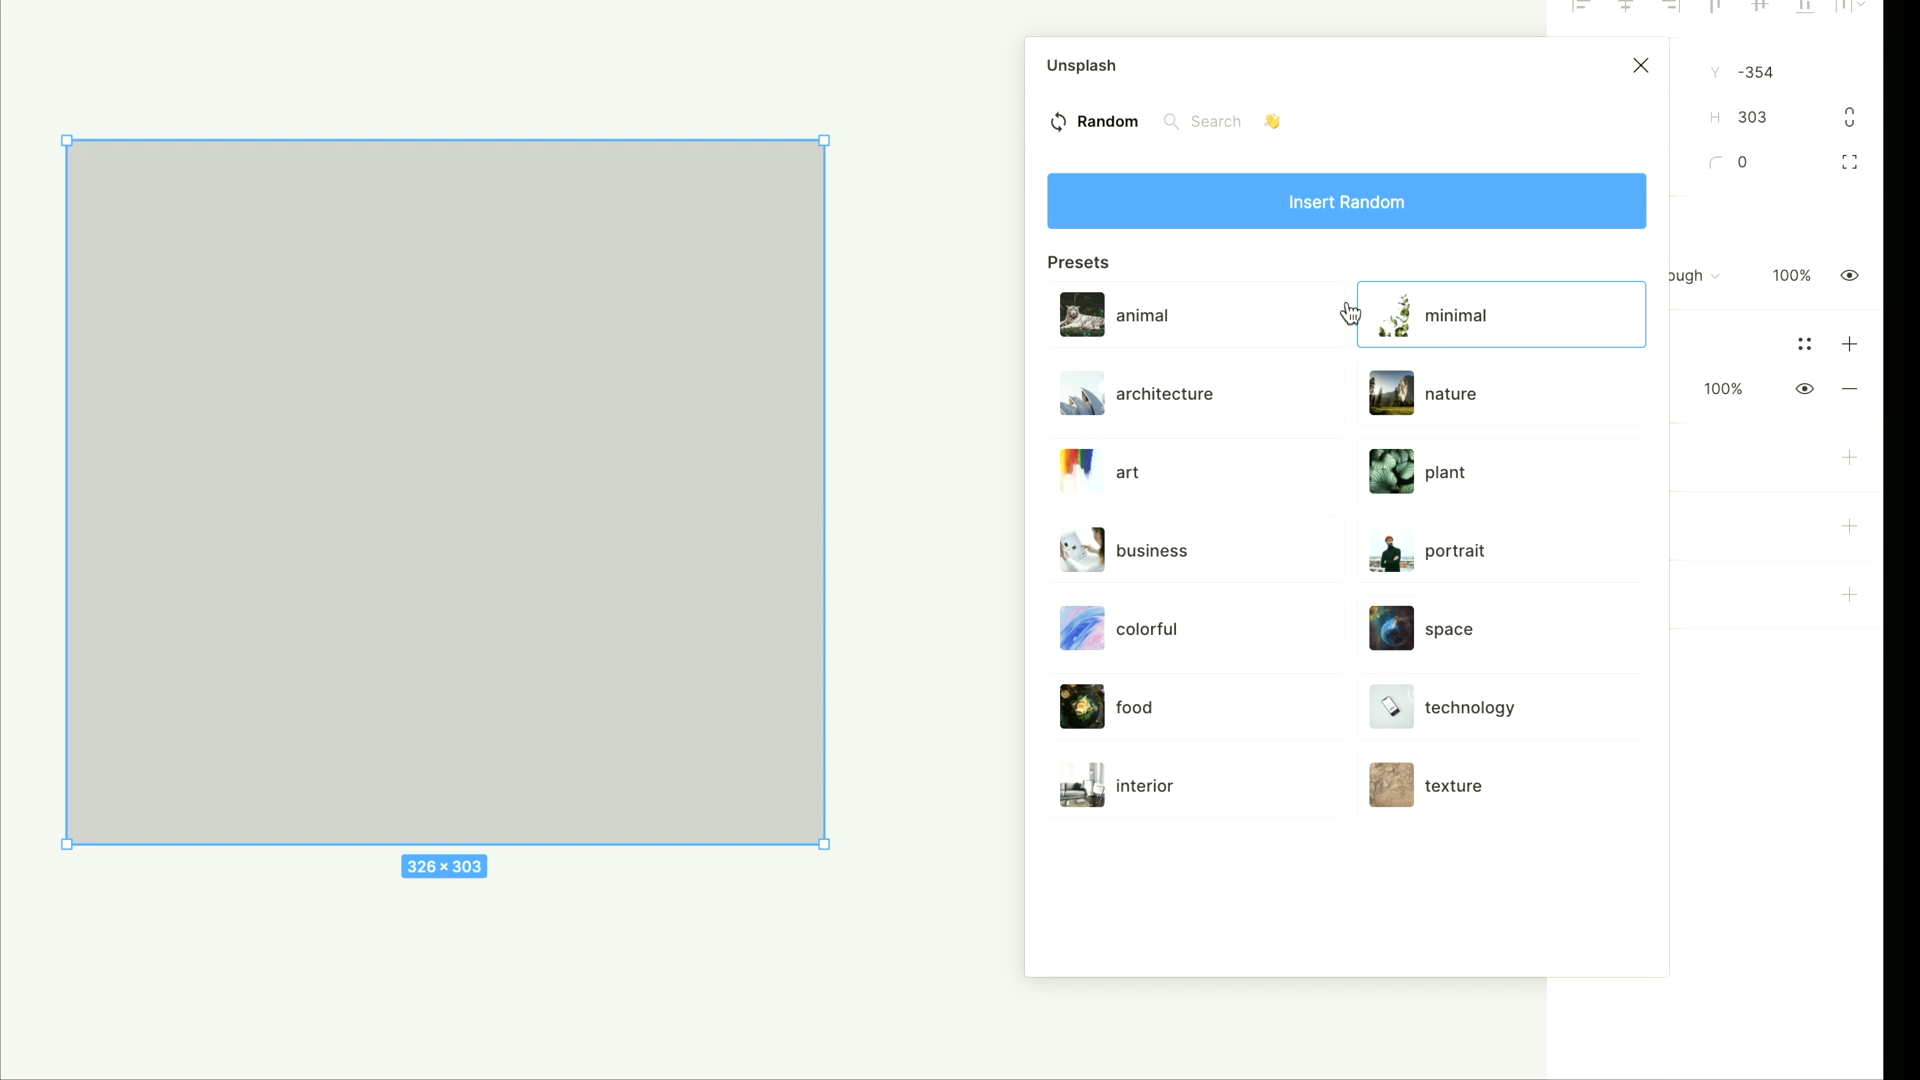 Unsplash
Random Search
Insert Random
Presets
animal
minimal
architecture
nature
art
plant
business
portrait
colorful
space
food
technology
interior
texture
326 × 303
Y -354
H 303
0
ough 100%
100%